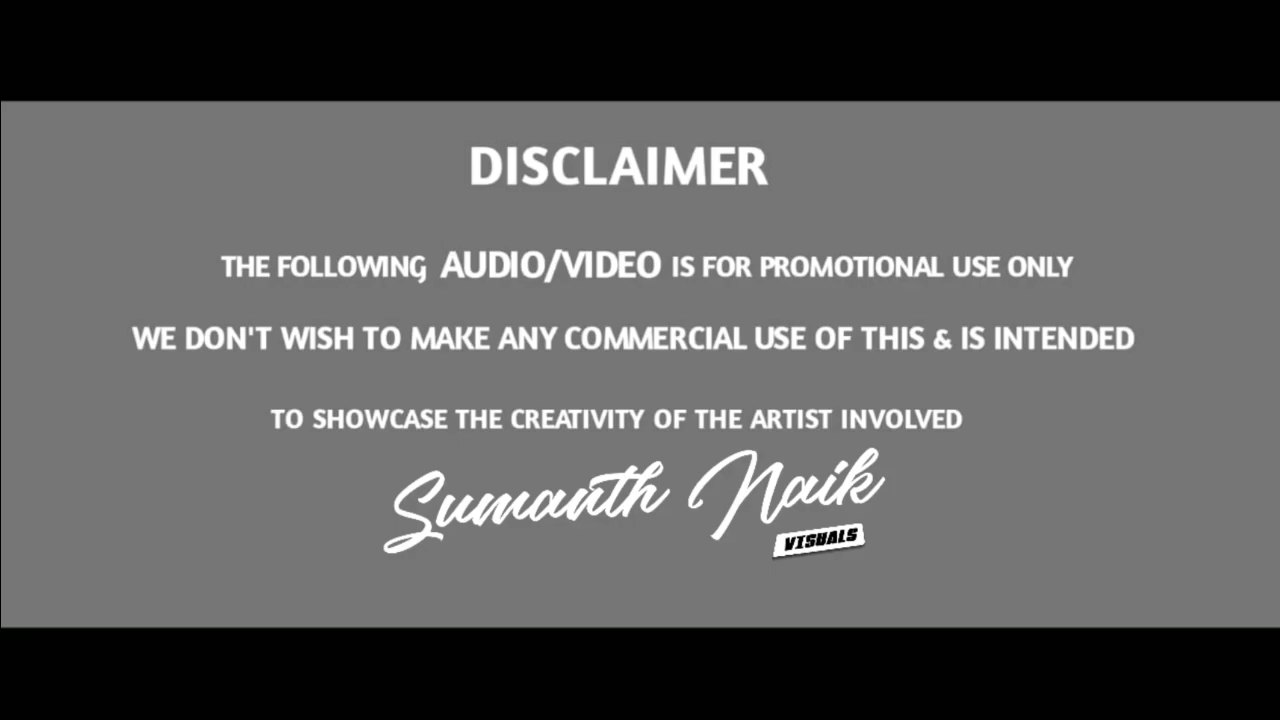 DISCLAIMER
THE FOLLOWING AUDIO/VIDEO IS FOR PROMOTIONAL USE ONLY
WE DON'T WISH TO MAKE ANY COMMERCIAL USE OF THIS & IS INTENDED
TO SHOWCASE THE CREATIVITY OF THE ARTIST INVOLVED
Sumanth Naik
VISUALS